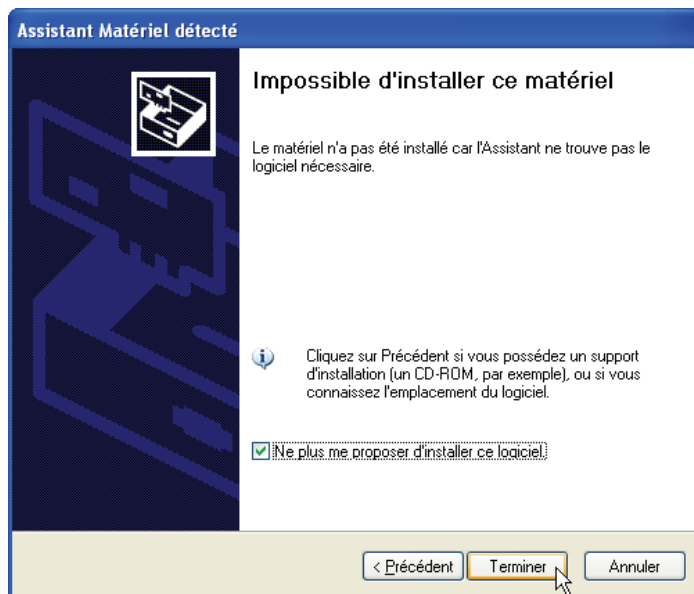 Assistant Matériel détecté
Impossible d'installer ce matériel
Le matériel n'a pas été installé car l'Assistant ne trouve pas le
logiciel nécessaire.
Cliquez sur Précédent si vous possédez un support
d'installation (un CD-ROM, par exemple), ou si vous
connaissez l'emplacement du logiciel.
Ne plus me proposer d'installer ce logiciel.
< Précédent Terminer Annuler